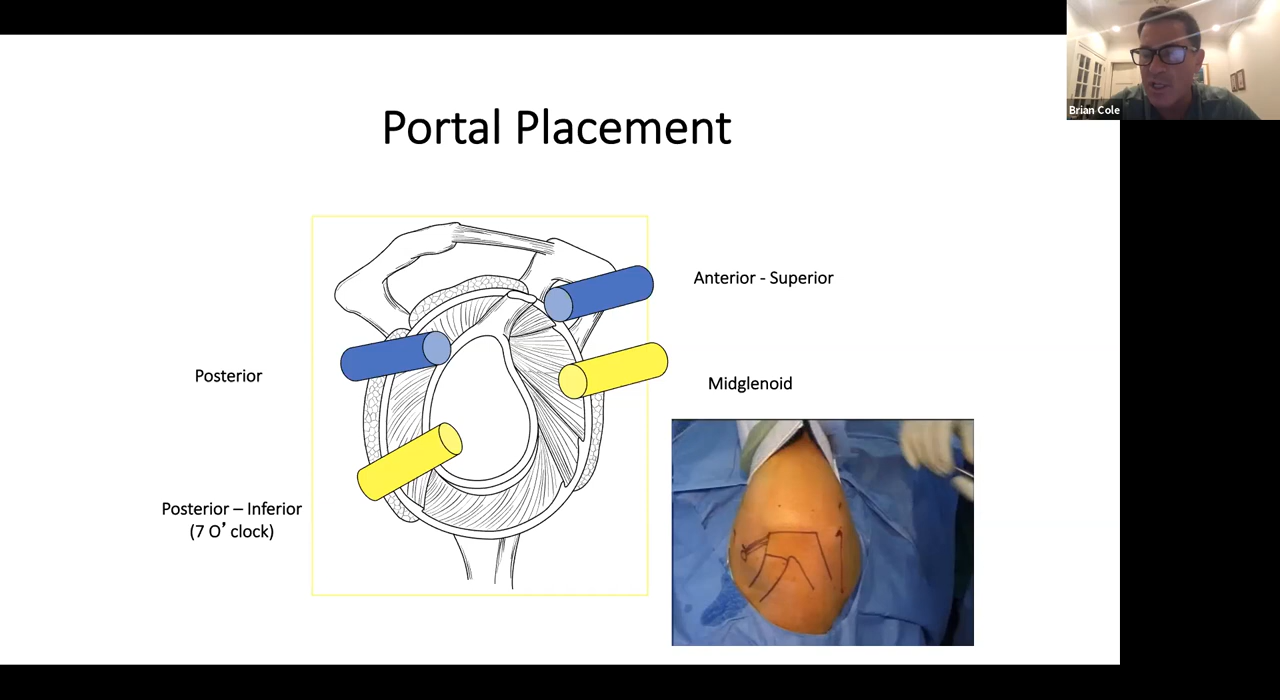 Brian Cole
Portal Placement
Anterior - Superior
Posterior
Midglenoid
Posterior – Inferior
(7 O’ clock)